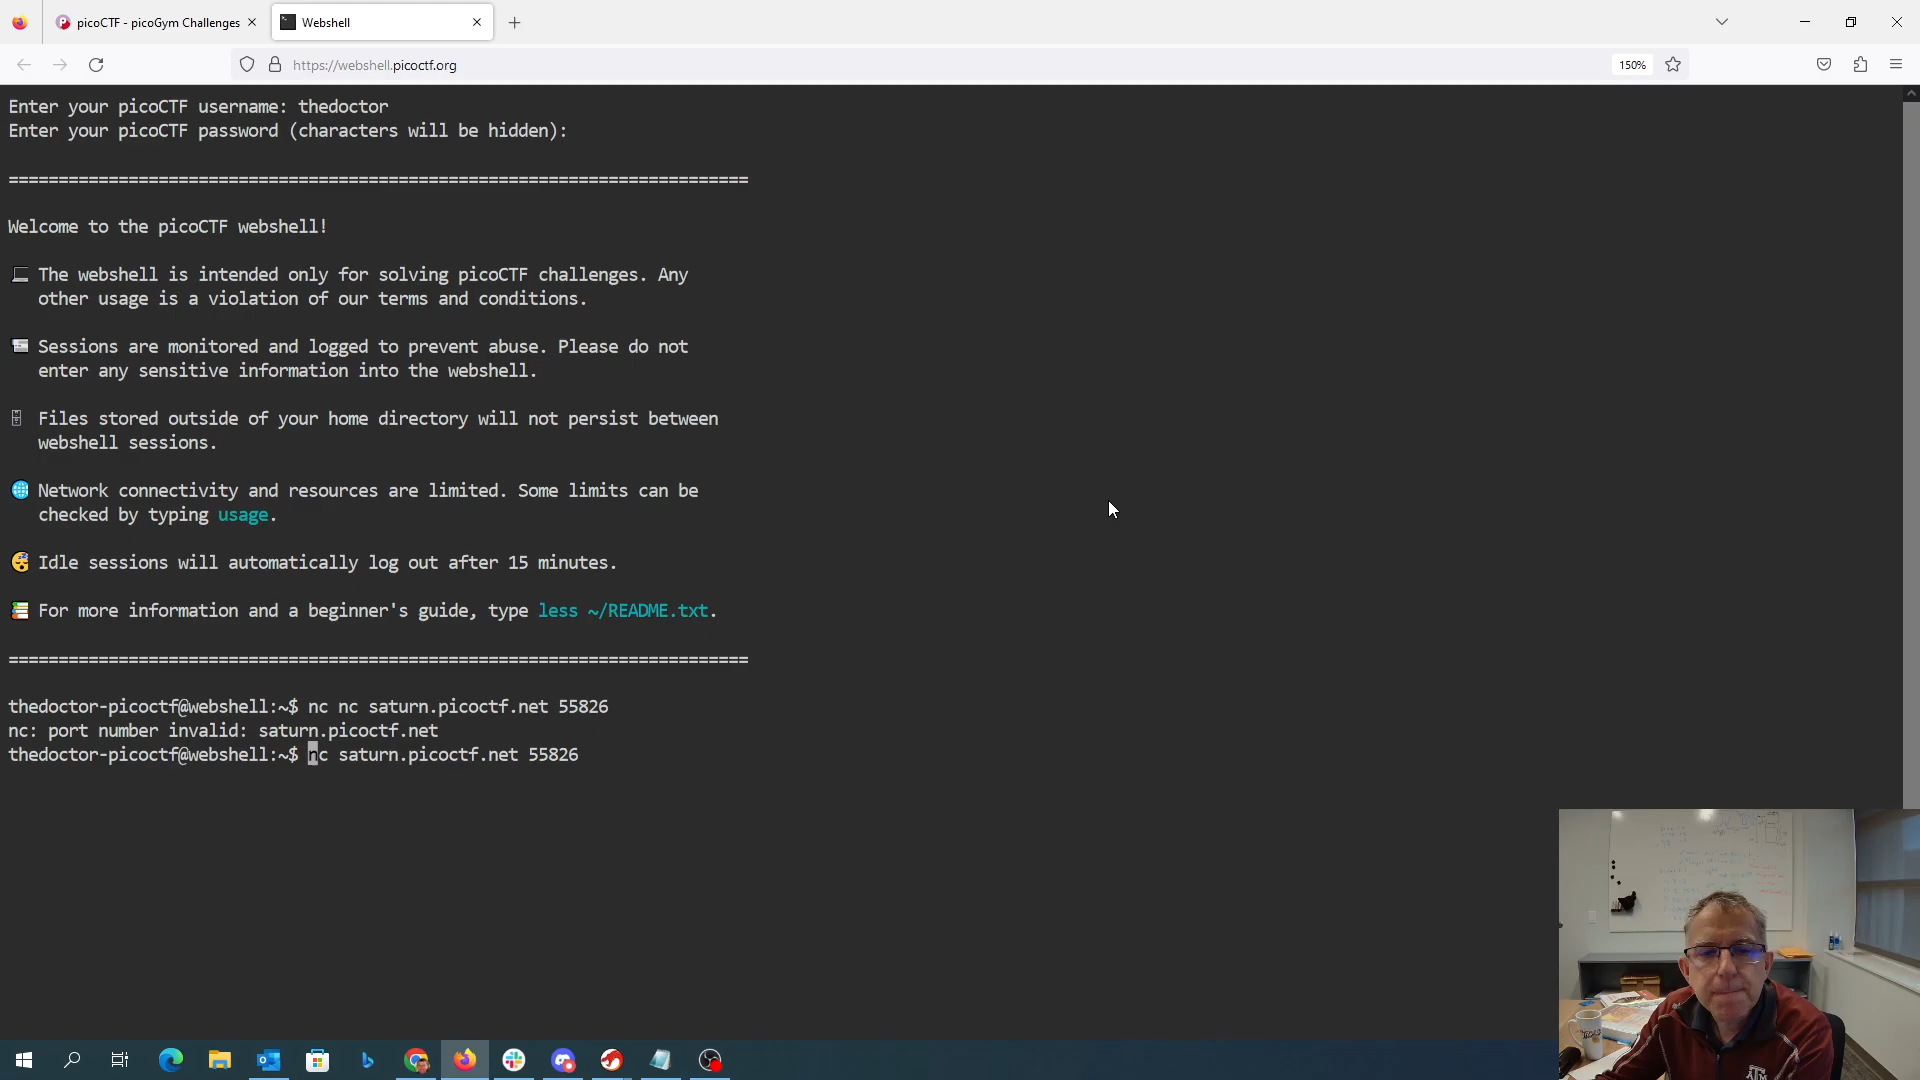 picoCTF - picoGym Challenges
Webshell
https://webshell.picoctf.org
150%
Enter your picoCTF username: thedoctor
Enter your picoCTF password (characters will be hidden):
==========================================================================
Welcome to the picoCTF webshell!
The webshell is intended only for solving picoCTF challenges. Any
other usage is a violation of our terms and conditions.
Sessions are monitored and logged to prevent abuse. Please do not
enter any sensitive information into the webshell.
Files stored outside of your home directory will not persist between
webshell sessions.
Network connectivity and resources are limited. Some limits can be
checked by typing usage.
Idle sessions will automatically log out after 15 minutes.
For more information and a beginner's guide, type less ~/README.txt.
==========================================================================
thedoctor-picoctf@webshell:~$ nc nc saturn.picoctf.net 55826
nc: port number invalid: saturn.picoctf.net
thedoctor-picoctf@webshell:~$ nc saturn.picoctf.net 55826
ATM